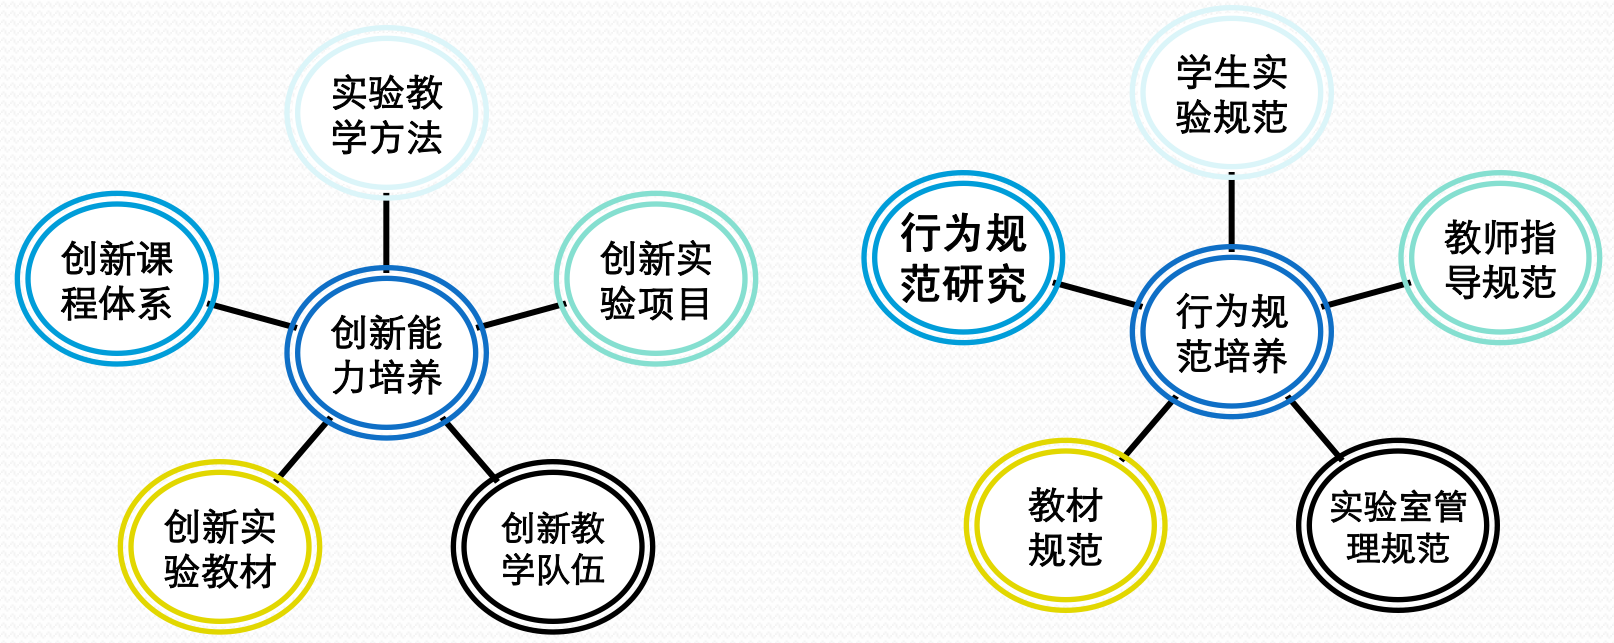 实验教
学方法
创新课
程体系
创新实
验项目
创新能
力培养
创新实
验教材
创新教
学队伍
学生实
验规范
行为规
范研究
教师指
导规范
行为规
范培养
教材
规范
实验室管
理规范